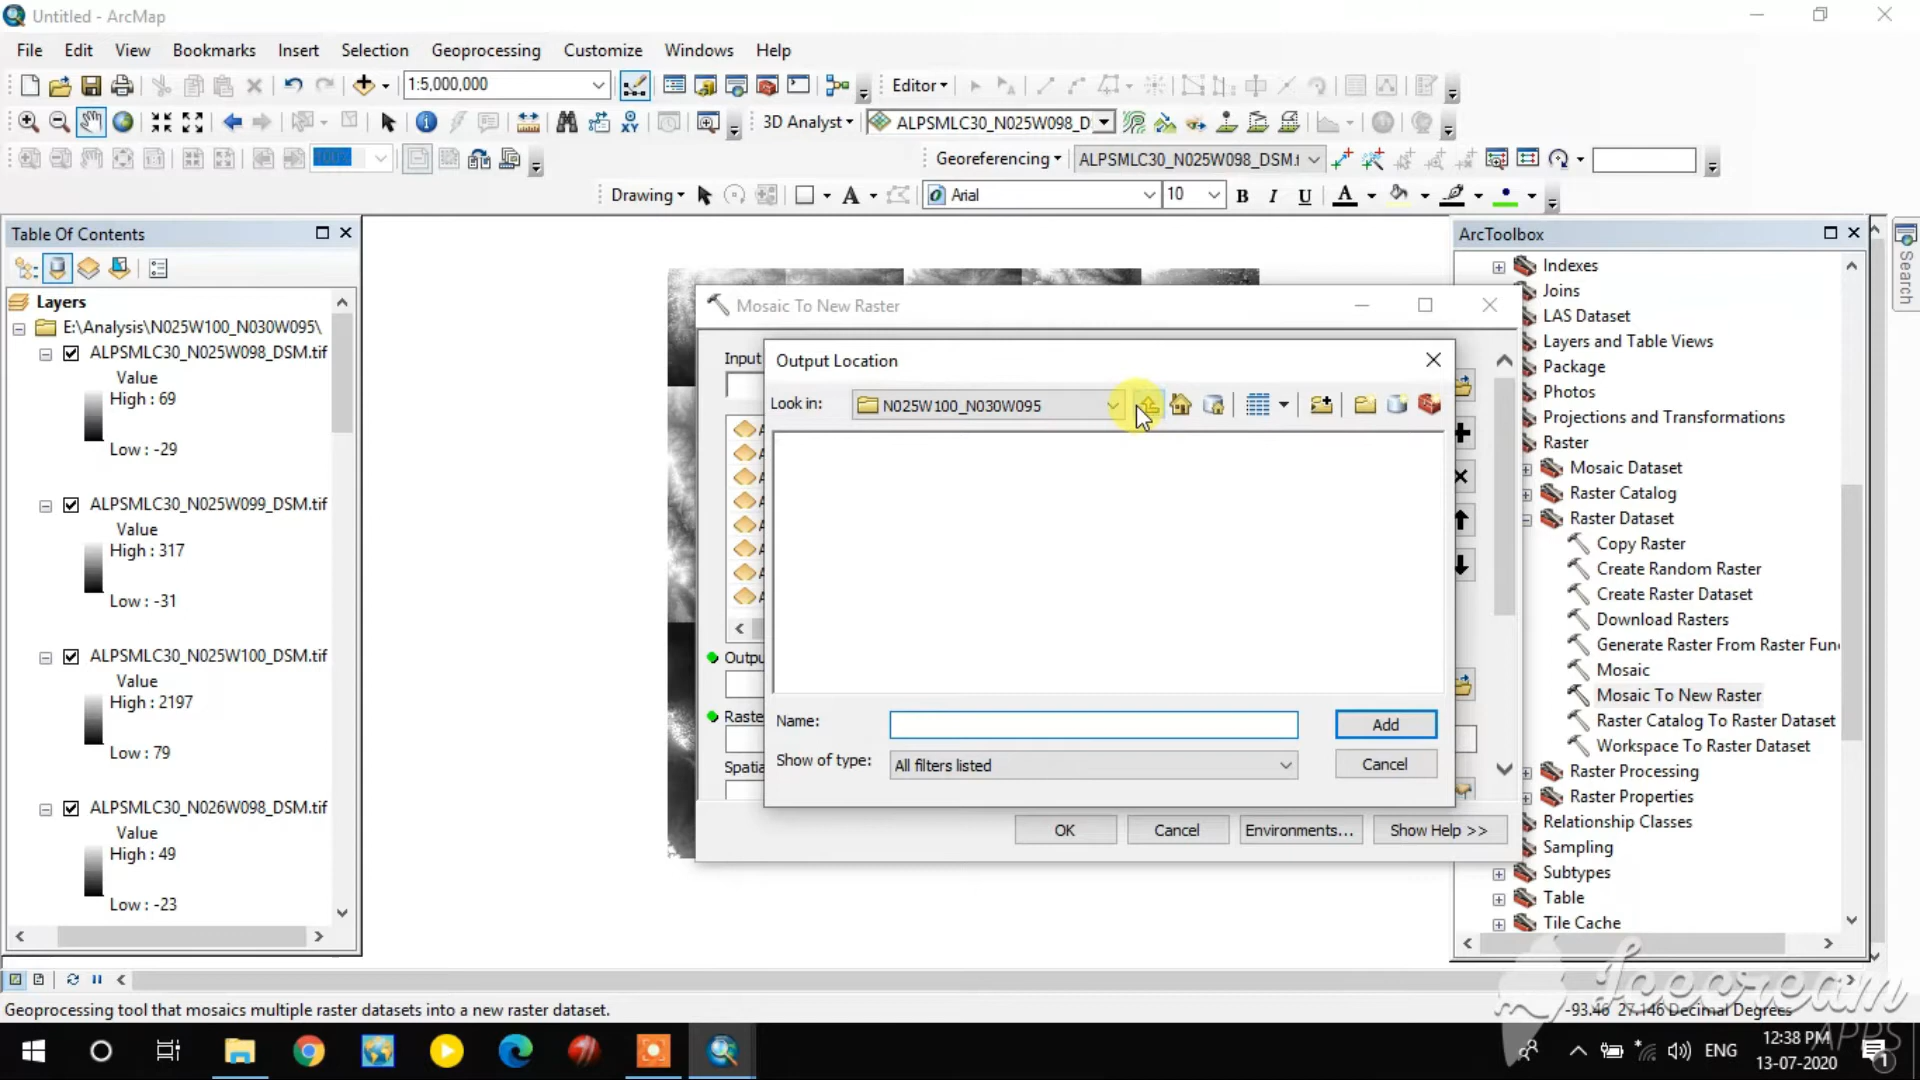 Untitled - ArcMap
File Edit View Bookmarks Insert Selection Geoprocessing Customize Windows Help
1:5,000,000
Editor
3D Analyst
ALPSMLC30_N025W098_D
100%
Georeferencing
ALPSMLC30_N025W098_DSM.t
Drawing
A
Arial
10
B I U A
Table Of Contents
Layers
E:\Analysis\N025W100_N030W095\
ALPSMLC30_N025W098_DSM.tif
Value
High : 69
Low : -29
ALPSMLC30_N025W099_DSM.tif
Value
High : 317
Low : -31
ALPSMLC30_N025W100_DSM.tif
Value
High : 2197
Low : 79
ALPSMLC30_N026W098_DSM.tif
Value
High : 49
Low : -23
Mosaic To New Raster
Input
Outpu
Raste
Spatia
OK
Cancel
Environments...
Show Help >>
Output Location
Look in:
N025W100_N030W095
Name:
Add
Show of type:
All filters listed
Cancel
ArcToolbox
Indexes
Joins
LAS Dataset
Layers and Table Views
Package
Photos
Projections and Transformations
Raster
Mosaic Dataset
Raster Catalog
Raster Dataset
Copy Raster
Create Random Raster
Create Raster Dataset
Download Rasters
Generate Raster From Raster Fun
Mosaic
Mosaic To New Raster
Raster Catalog To Raster Dataset
Workspace To Raster Dataset
Raster Processing
Raster Properties
Relationship Classes
Sampling
Subtypes
Table
Tile Cache
Search
Geoprocessing tool that mosaics multiple raster datasets into a new raster dataset.
-93.46 27.146 Decimal Degrees
Icecream
APPS
ENG
12:38 PM
13-07-2020
1